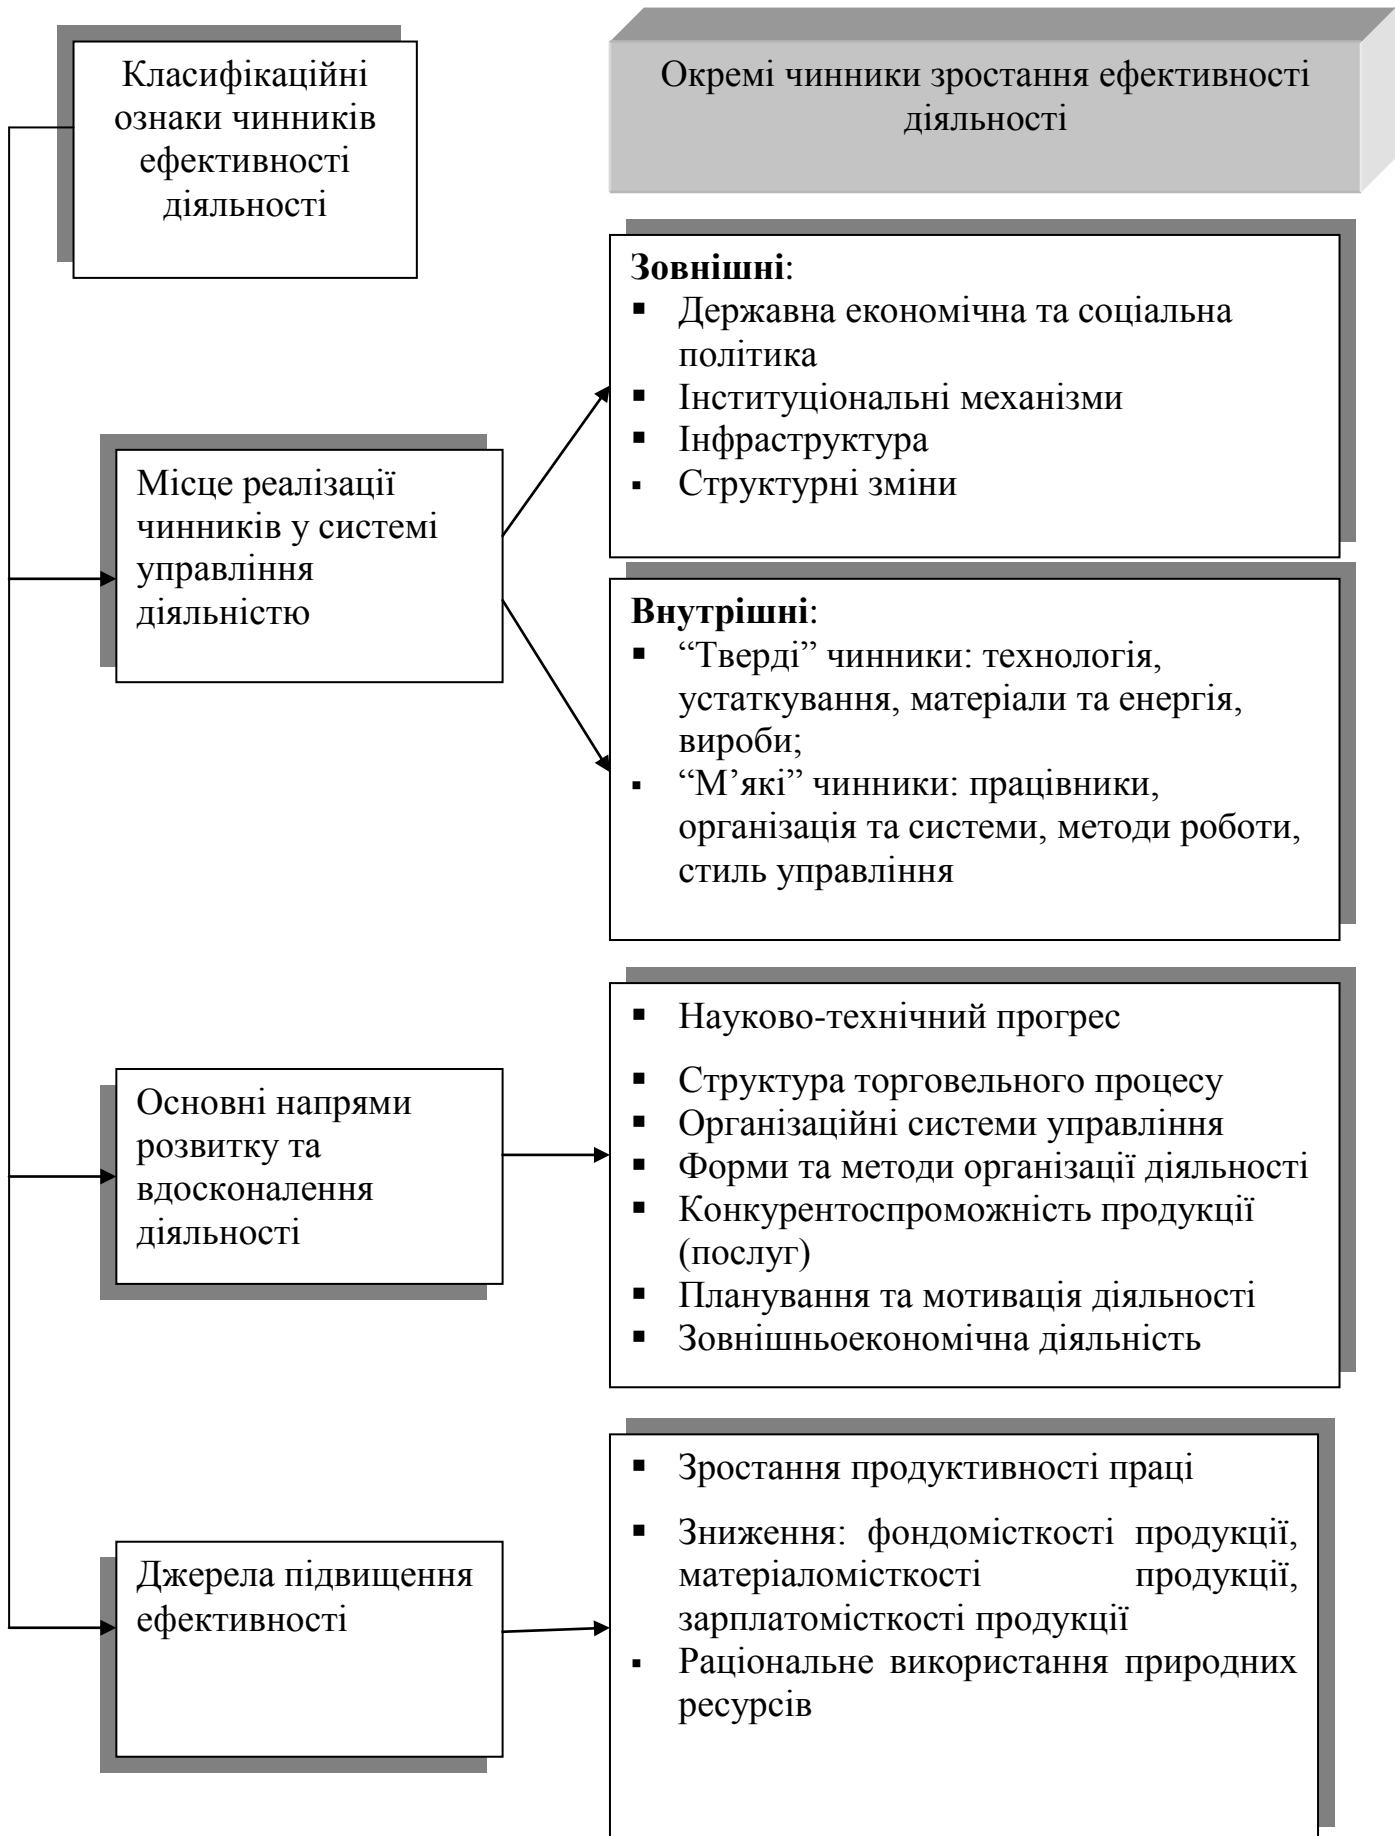 Класифікаційні
ознаки чинників
ефективності
діяльності
Окремі чинники зростання ефективності
діяльності
Зовнішні:
▪ Державна економічна та соціальна
політика
▪ Інституціональні механізми
▪ Інфраструктура
▪ Структурні зміни
Місце реалізації
чинників у системі
управління
діяльністю
Внутрішні:
▪ “Тверді” чинники: технологія,
устаткування, матеріали та енергія,
вироби;
▪ “М’які” чинники: працівники,
організація та системи, методи роботи,
стиль управління
Основні напрями
розвитку та
вдосконалення
діяльності
▪ Науково-технічний прогрес
▪ Структура торговельного процесу
▪ Організаційні системи управління
▪ Форми та методи організації діяльності
▪ Конкурентоспроможність продукції
(послуг)
▪ Планування та мотивація діяльності
▪ Зовнішньоекономічна діяльність
Джерела підвищення
ефективності
▪ Зростання продуктивності праці
▪ Зниження: фондомісткості продукції,
матеріаломісткості продукції,
зарплатомісткості продукції
▪ Раціональне використання природних
ресурсів